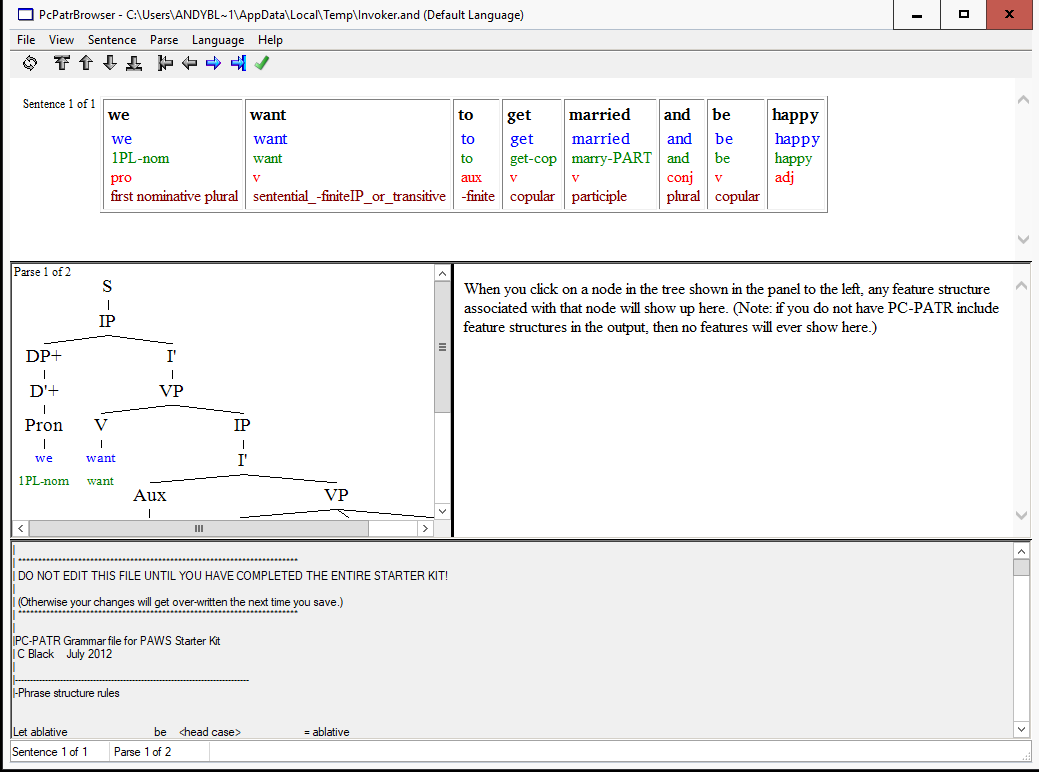 PcPatrBrowser - C:\Users\ANDYBL~1\AppData\Local\Temp\Invoker.and (Default Language)
File View Sentence Parse Language Help
Sentence 1 of 1
we want to get married and be happy
we want to get married and be happy
1PL-nom want to get-cop marry-PART and be happy
pro v aux v v conj v adj
first nominative plural sentential_-finiteIP_or_transitive -finite copular participle plural copular
Parse 1 of 2
S
IP
DP+ I'
D'+ VP
Pron V IP
we want I'
1PL-nom want
Aux VP
When you click on a node in the tree shown in the panel to the left, any feature structure
associated with that node will show up here. (Note: if you do not have PC-PATR include
feature structures in the output, then no features will ever show here.)
|
| **********************************************************************
| DO NOT EDIT THIS FILE UNTIL YOU HAVE COMPLETED THE ENTIRE STARTER KIT!
|
| (Otherwise your changes will get over-written the next time you save.)
| **********************************************************************
|
|PC-PATR Grammar file for PAWS Starter Kit
| C Black July 2012
|
|------------------------------------------------------------------------------
|-Phrase structure rules
Let ablative be <head case> = ablative
Sentence 1 of 1 Parse 1 of 2